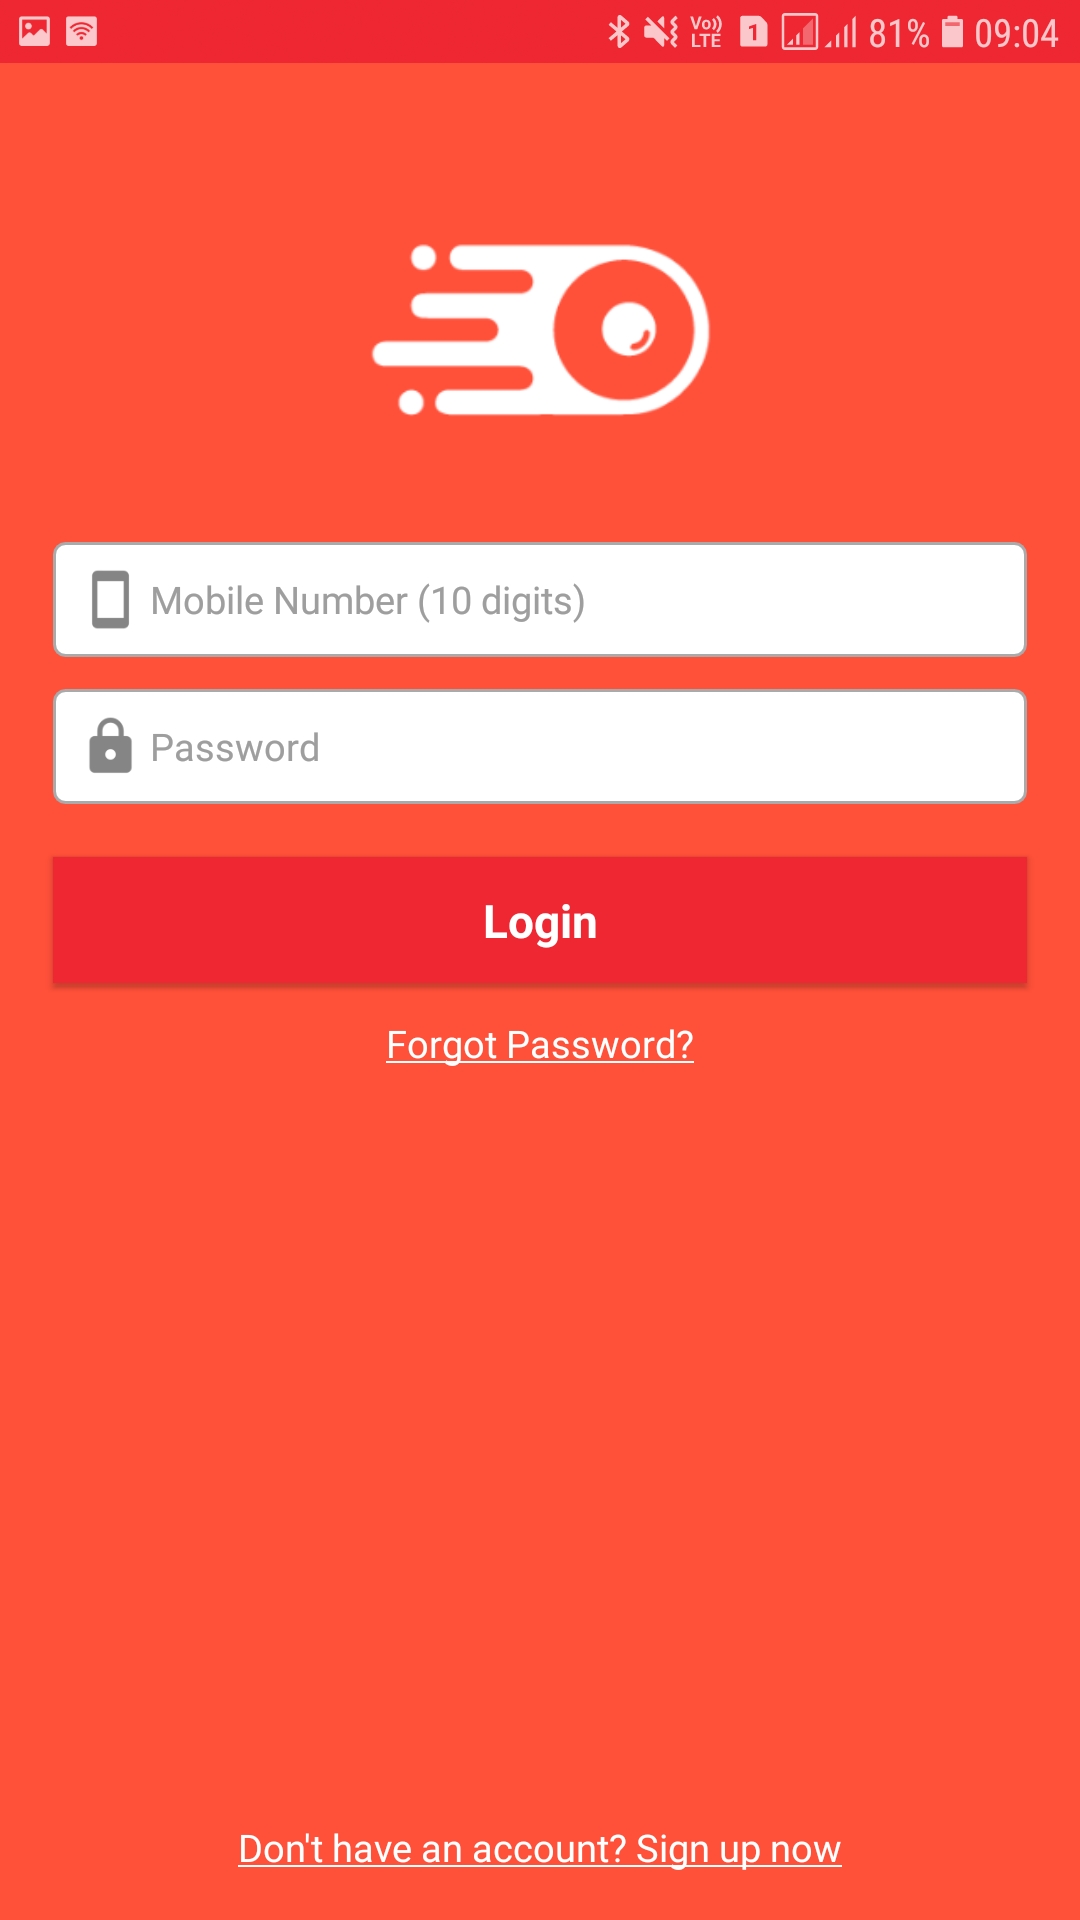 Vo)) LTE 1 81% 09:04
Mobile Number (10 digits)
Password
Login
Forgot Password?
Don't have an account? Sign up now